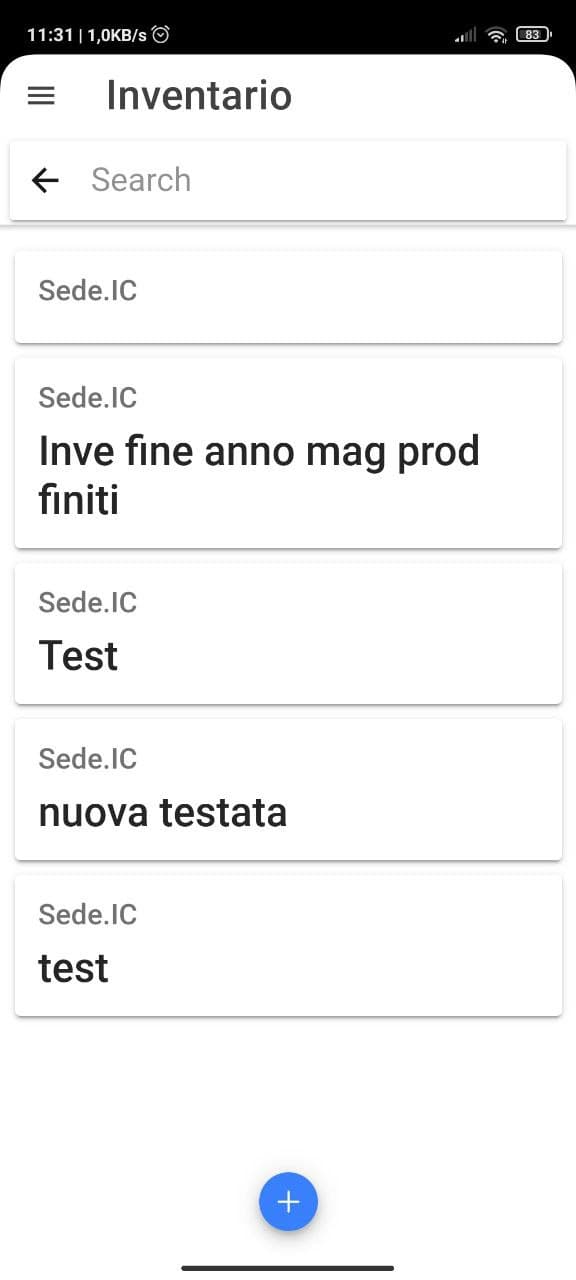 11:31 | 1,0KB/s
83
Inventario
Search
Sede.IC
Sede.IC
Inve fine anno mag prod
finiti
Sede.IC
Test
Sede.IC
nuova testata
Sede.IC
test